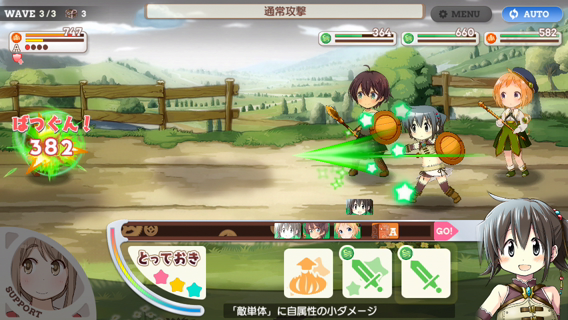 WAVE 3/3 3
通常攻撃
MENU
AUTO
747
A
364
660
582
ばつぐん!
382
A
GO!
とっておき
SUPPORT
「敵単体」に自属性の小ダメージ